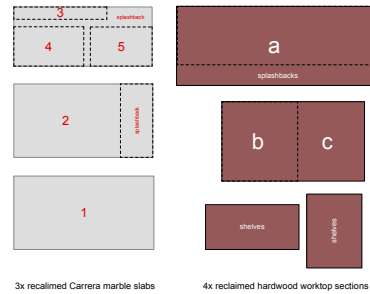 3
splashback
4
5
a
splashbacks
2
splashback
b
c
1
shelves
shelves
3x recalimed Carrera marble slabs
4x reclaimed hardwood worktop sections